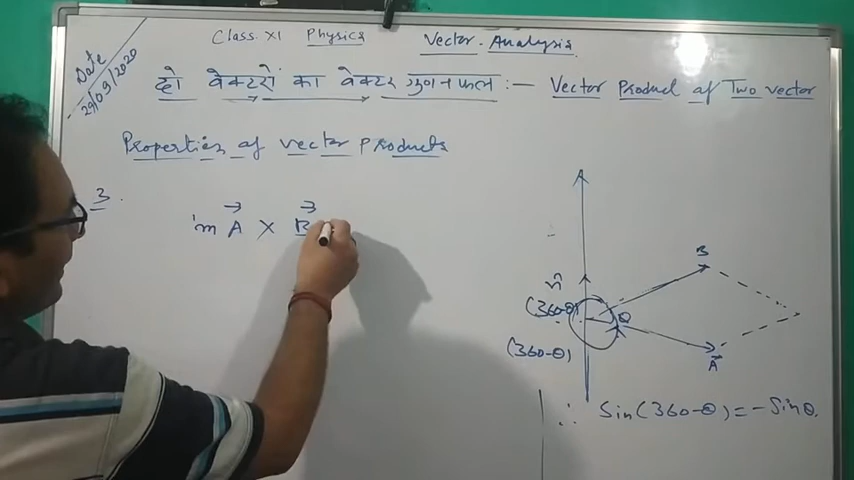 Class. XI Physics Vector. Analysis
Date
29/09/2020
दो वेक्टरों का वेक्टर गुणनफल :— Vector Product of Two vector
Properties of vector Products
3.
m A⃗ × B⃗
B
n̂
(360-θ) θ
(360-θ)
A⃗
∴ Sin(360-θ) = -Sinθ.